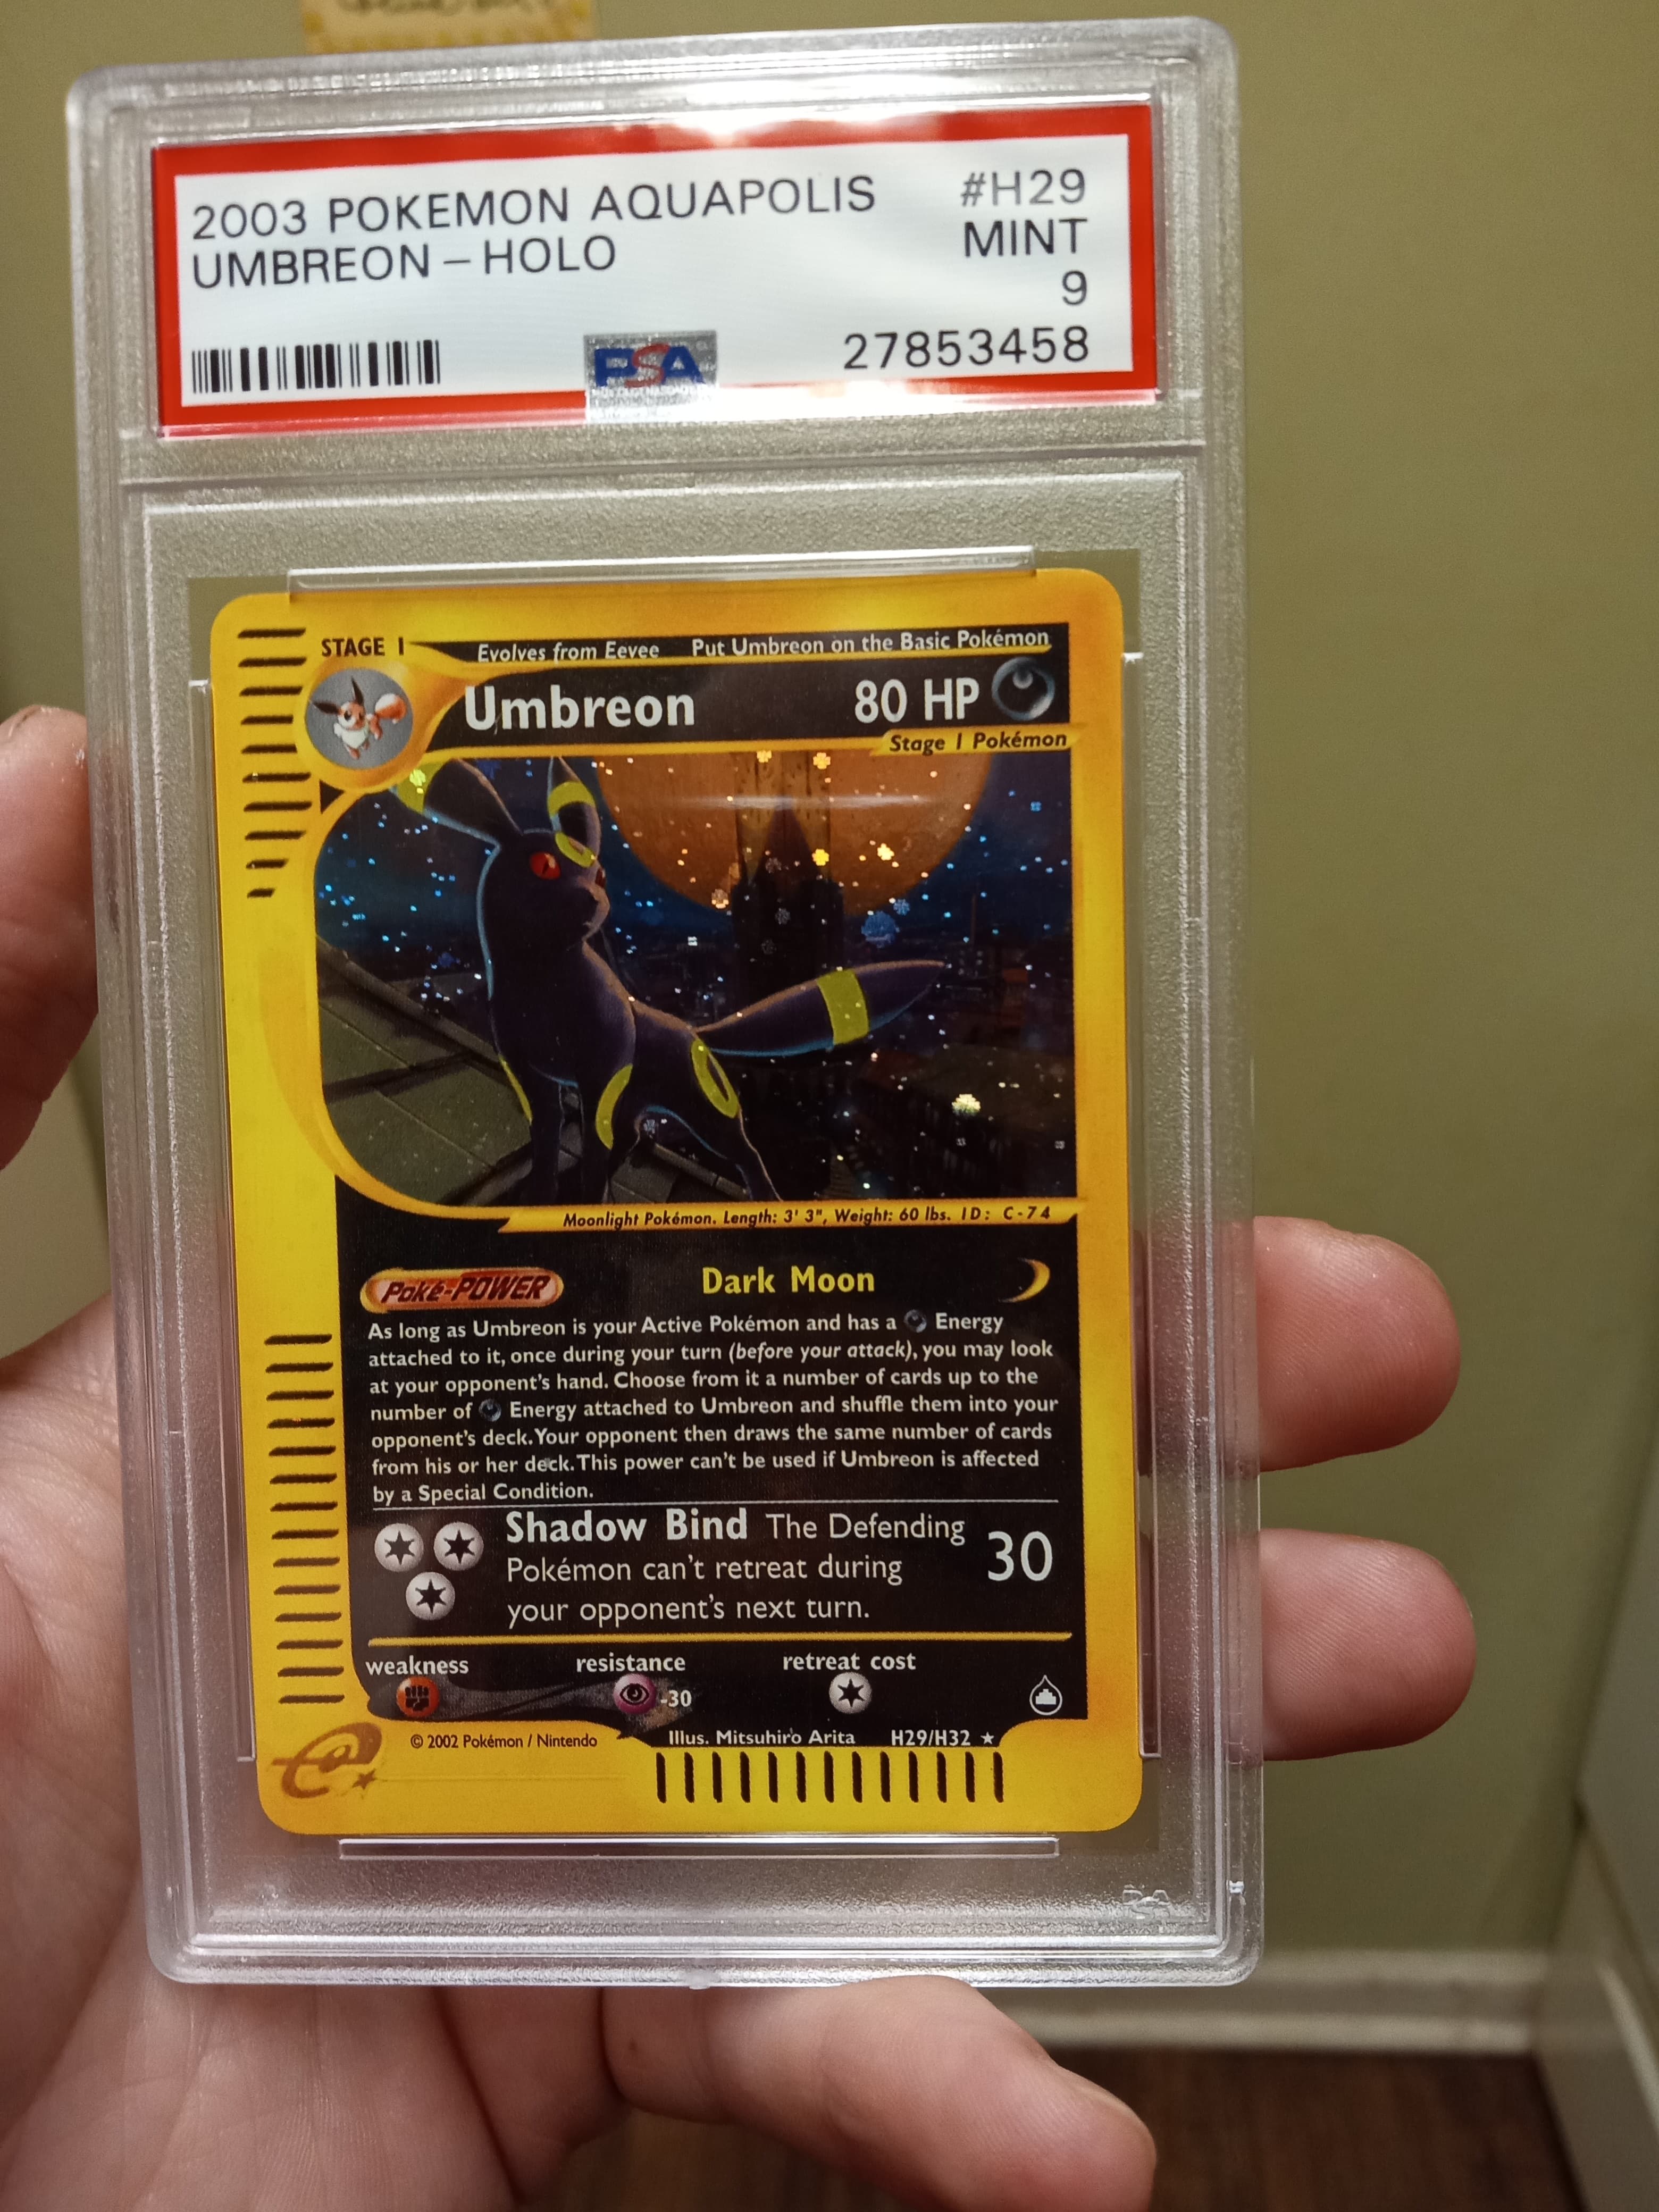 2003 POKEMON AQUAPOLIS #H29
UMBREON – HOLO MINT
9
PSA 27853458
STAGE 1 Evolves from Eevee Put Umbreon on the Basic Pokémon
Umbreon 80 HP
Stage 1 Pokémon
Moonlight Pokémon. Length: 3' 3", Weight: 60 lbs. ID: C-74
Poké-POWER Dark Moon
As long as Umbreon is your Active Pokémon and has a Energy
attached to it, once during your turn (before your attack), you may look
at your opponent's hand. Choose from it a number of cards up to the
number of Energy attached to Umbreon and shuffle them into your
opponent's deck. Your opponent then draws the same number of cards
from his or her deck. This power can't be used if Umbreon is affected
by a Special Condition.
Shadow Bind The Defending 30
Pokémon can't retreat during
your opponent's next turn.
weakness resistance retreat cost
-30
© 2002 Pokémon / Nintendo Illus. Mitsuhiro Arita H29/H32 ★
e